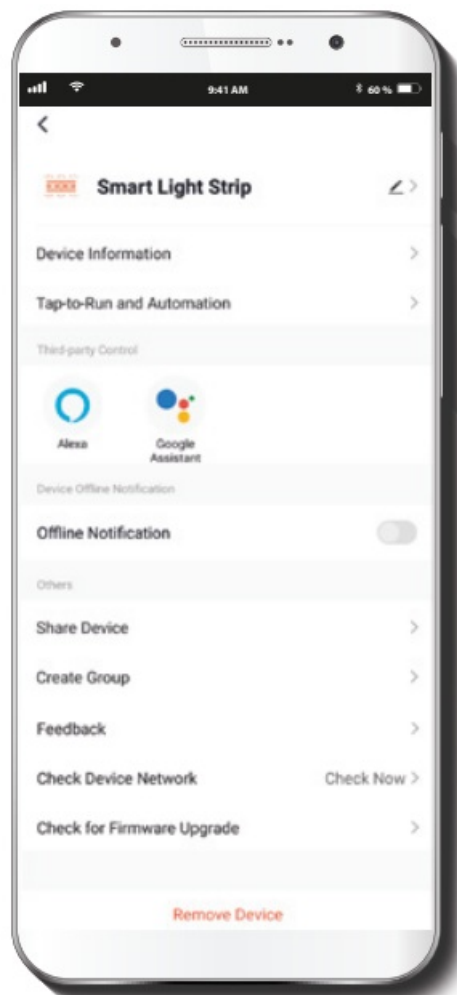 9:41 AM 60 %
Smart Light Strip
Device Information
Tap-to-Run and Automation
Third-party Control
Alexa
Google
Assistant
Device Offline Notification
Offline Notification
Others
Share Device
Create Group
Feedback
Check Device Network Check Now
Check for Firmware Upgrade
Remove Device